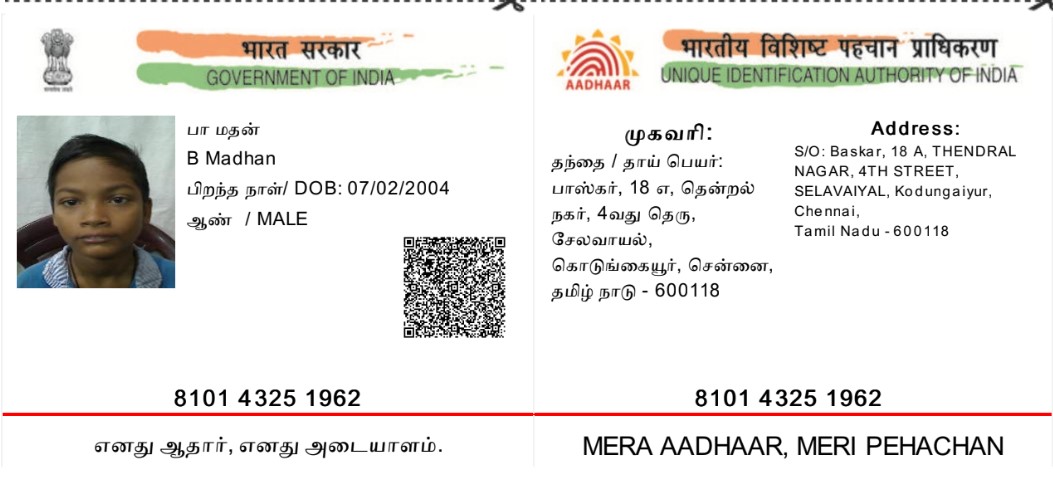 भारत सरकार
GOVERNMENT OF INDIA
பா மதன்
B Madhan
பிறந்த நாள்/ DOB: 07/02/2004
ஆண் / MALE
8101 4325 1962
எனது ஆதார், எனது அடையாளம்.
AADHAAR
भारतीय विशिष्ट पहचान प्राधिकरण
UNIQUE IDENTIFICATION AUTHORITY OF INDIA
முகவரி:
தந்தை / தாய் பெயர்:
பாஸ்கர், 18 எ, தென்றல்
நகர், 4வது தெரு,
சேலவாயல்,
கொடுங்கையூர், சென்னை,
தமிழ் நாடு - 600118
Address:
S/O: Baskar, 18 A, THENDRAL
NAGAR, 4TH STREET,
SELAVAIYAL, Kodungaiyur,
Chennai,
Tamil Nadu - 600118
8101 4325 1962
MERA AADHAAR, MERI PEHACHAN